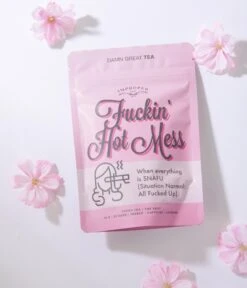 DAMN GREAT TEA
Fuckin'
Hot Mess
When everything
is SNAFU
(Situation Normal
All Fucked Up).